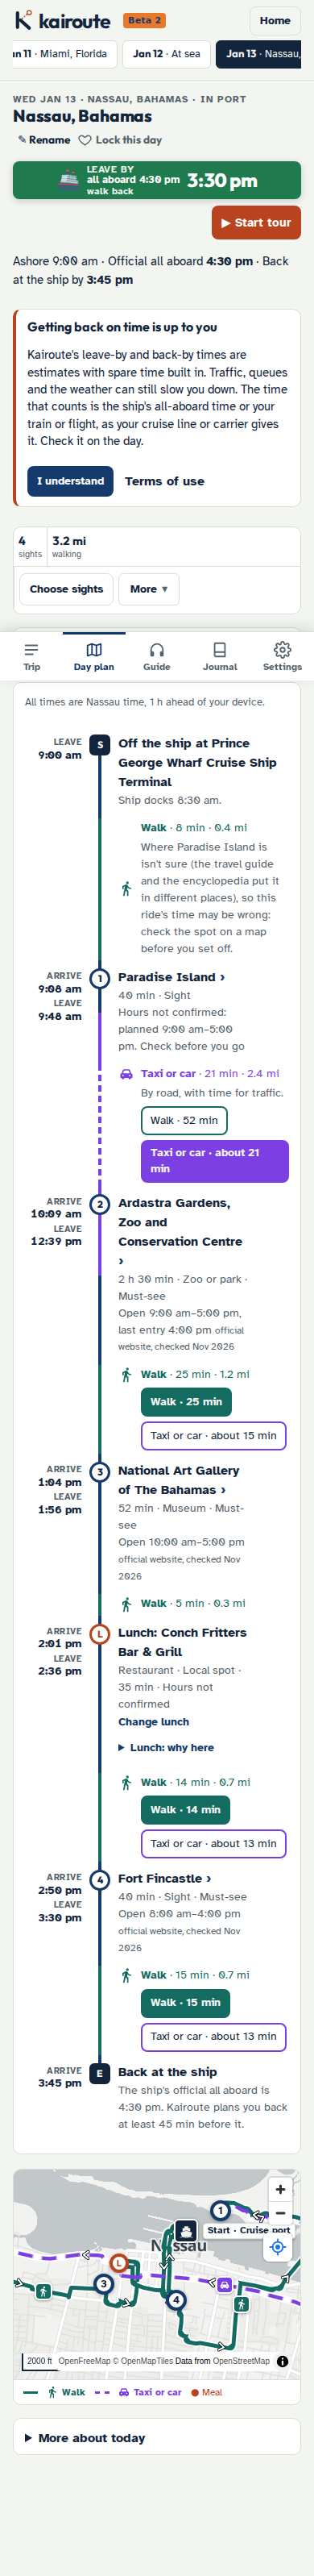 kairoute Beta 2 Home
n 11 · Miami, Florida Jan 12 · At sea Jan 13 · Nassau,
WED JAN 13 · NASSAU, BAHAMAS · IN PORT
Nassau, Bahamas
✎ Rename ♡ Lock this day
LEAVE BY
all aboard 4:30 pm 3:30 pm
walk back
▶ Start tour
Ashore 9:00 am · Official all aboard 4:30 pm · Back
at the ship by 3:45 pm
Getting back on time is up to you
Kairoute's leave-by and back-by times are
estimates with spare time built in. Traffic, queues
and the weather can still slow you down. The time
that counts is the ship's all-aboard time or your
train or flight, as your cruise line or carrier gives
it. Check it on the day.
I understand Terms of use
4 3.2 mi
sights walking
Choose sights More ▼
Trip Day plan Guide Journal Settings
All times are Nassau time, 1 h ahead of your device.
LEAVE
9:00 am
S
Off the ship at Prince
George Wharf Cruise Ship
Terminal
Ship docks 8:30 am.
Walk · 8 min · 0.4 mi
Where Paradise Island is
isn't sure (the travel guide
and the encyclopedia put it
in different places), so this
ride's time may be wrong:
check the spot on a map
before you set off.
ARRIVE
9:08 am
LEAVE
9:48 am
1
Paradise Island ›
40 min · Sight
Hours not confirmed:
planned 9:00 am–5:00
pm. Check before you go
Taxi or car · 21 min · 2.4 mi
By road, with time for traffic.
Walk · 52 min
Taxi or car · about 21
min
ARRIVE
10:09 am
LEAVE
12:39 pm
2
Ardastra Gardens,
Zoo and
Conservation Centre
›
2 h 30 min · Zoo or park ·
Must-see
Open 9:00 am–5:00 pm,
last entry 4:00 pm official
website, checked Nov 2026
Walk · 25 min · 1.2 mi
Walk · 25 min
Taxi or car · about 15 min
ARRIVE
1:04 pm
LEAVE
1:56 pm
3
National Art Gallery
of The Bahamas ›
52 min · Museum · Must-
see
Open 10:00 am–5:00 pm
official website, checked Nov
2026
Walk · 5 min · 0.3 mi
ARRIVE
2:01 pm
LEAVE
2:36 pm
L
Lunch: Conch Fritters
Bar & Grill
Restaurant · Local spot ·
35 min · Hours not
confirmed
Change lunch
▶ Lunch: why here
Walk · 14 min · 0.7 mi
Walk · 14 min
Taxi or car · about 13 min
ARRIVE
2:50 pm
LEAVE
3:30 pm
4
Fort Fincastle ›
40 min · Sight · Must-see
Open 8:00 am–4:00 pm
official website, checked Nov
2026
Walk · 15 min · 0.7 mi
Walk · 15 min
Taxi or car · about 13 min
ARRIVE
3:45 pm
E
Back at the ship
The ship's official all aboard is
4:30 pm. Kairoute plans you back
at least 45 min before it.
1
+
−
Start · Cruise port
Nassau
L
3
4
2000 ft OpenFreeMap © OpenMapTiles Data from OpenStreetMap
Walk Taxi or car Meal
▶ More about today